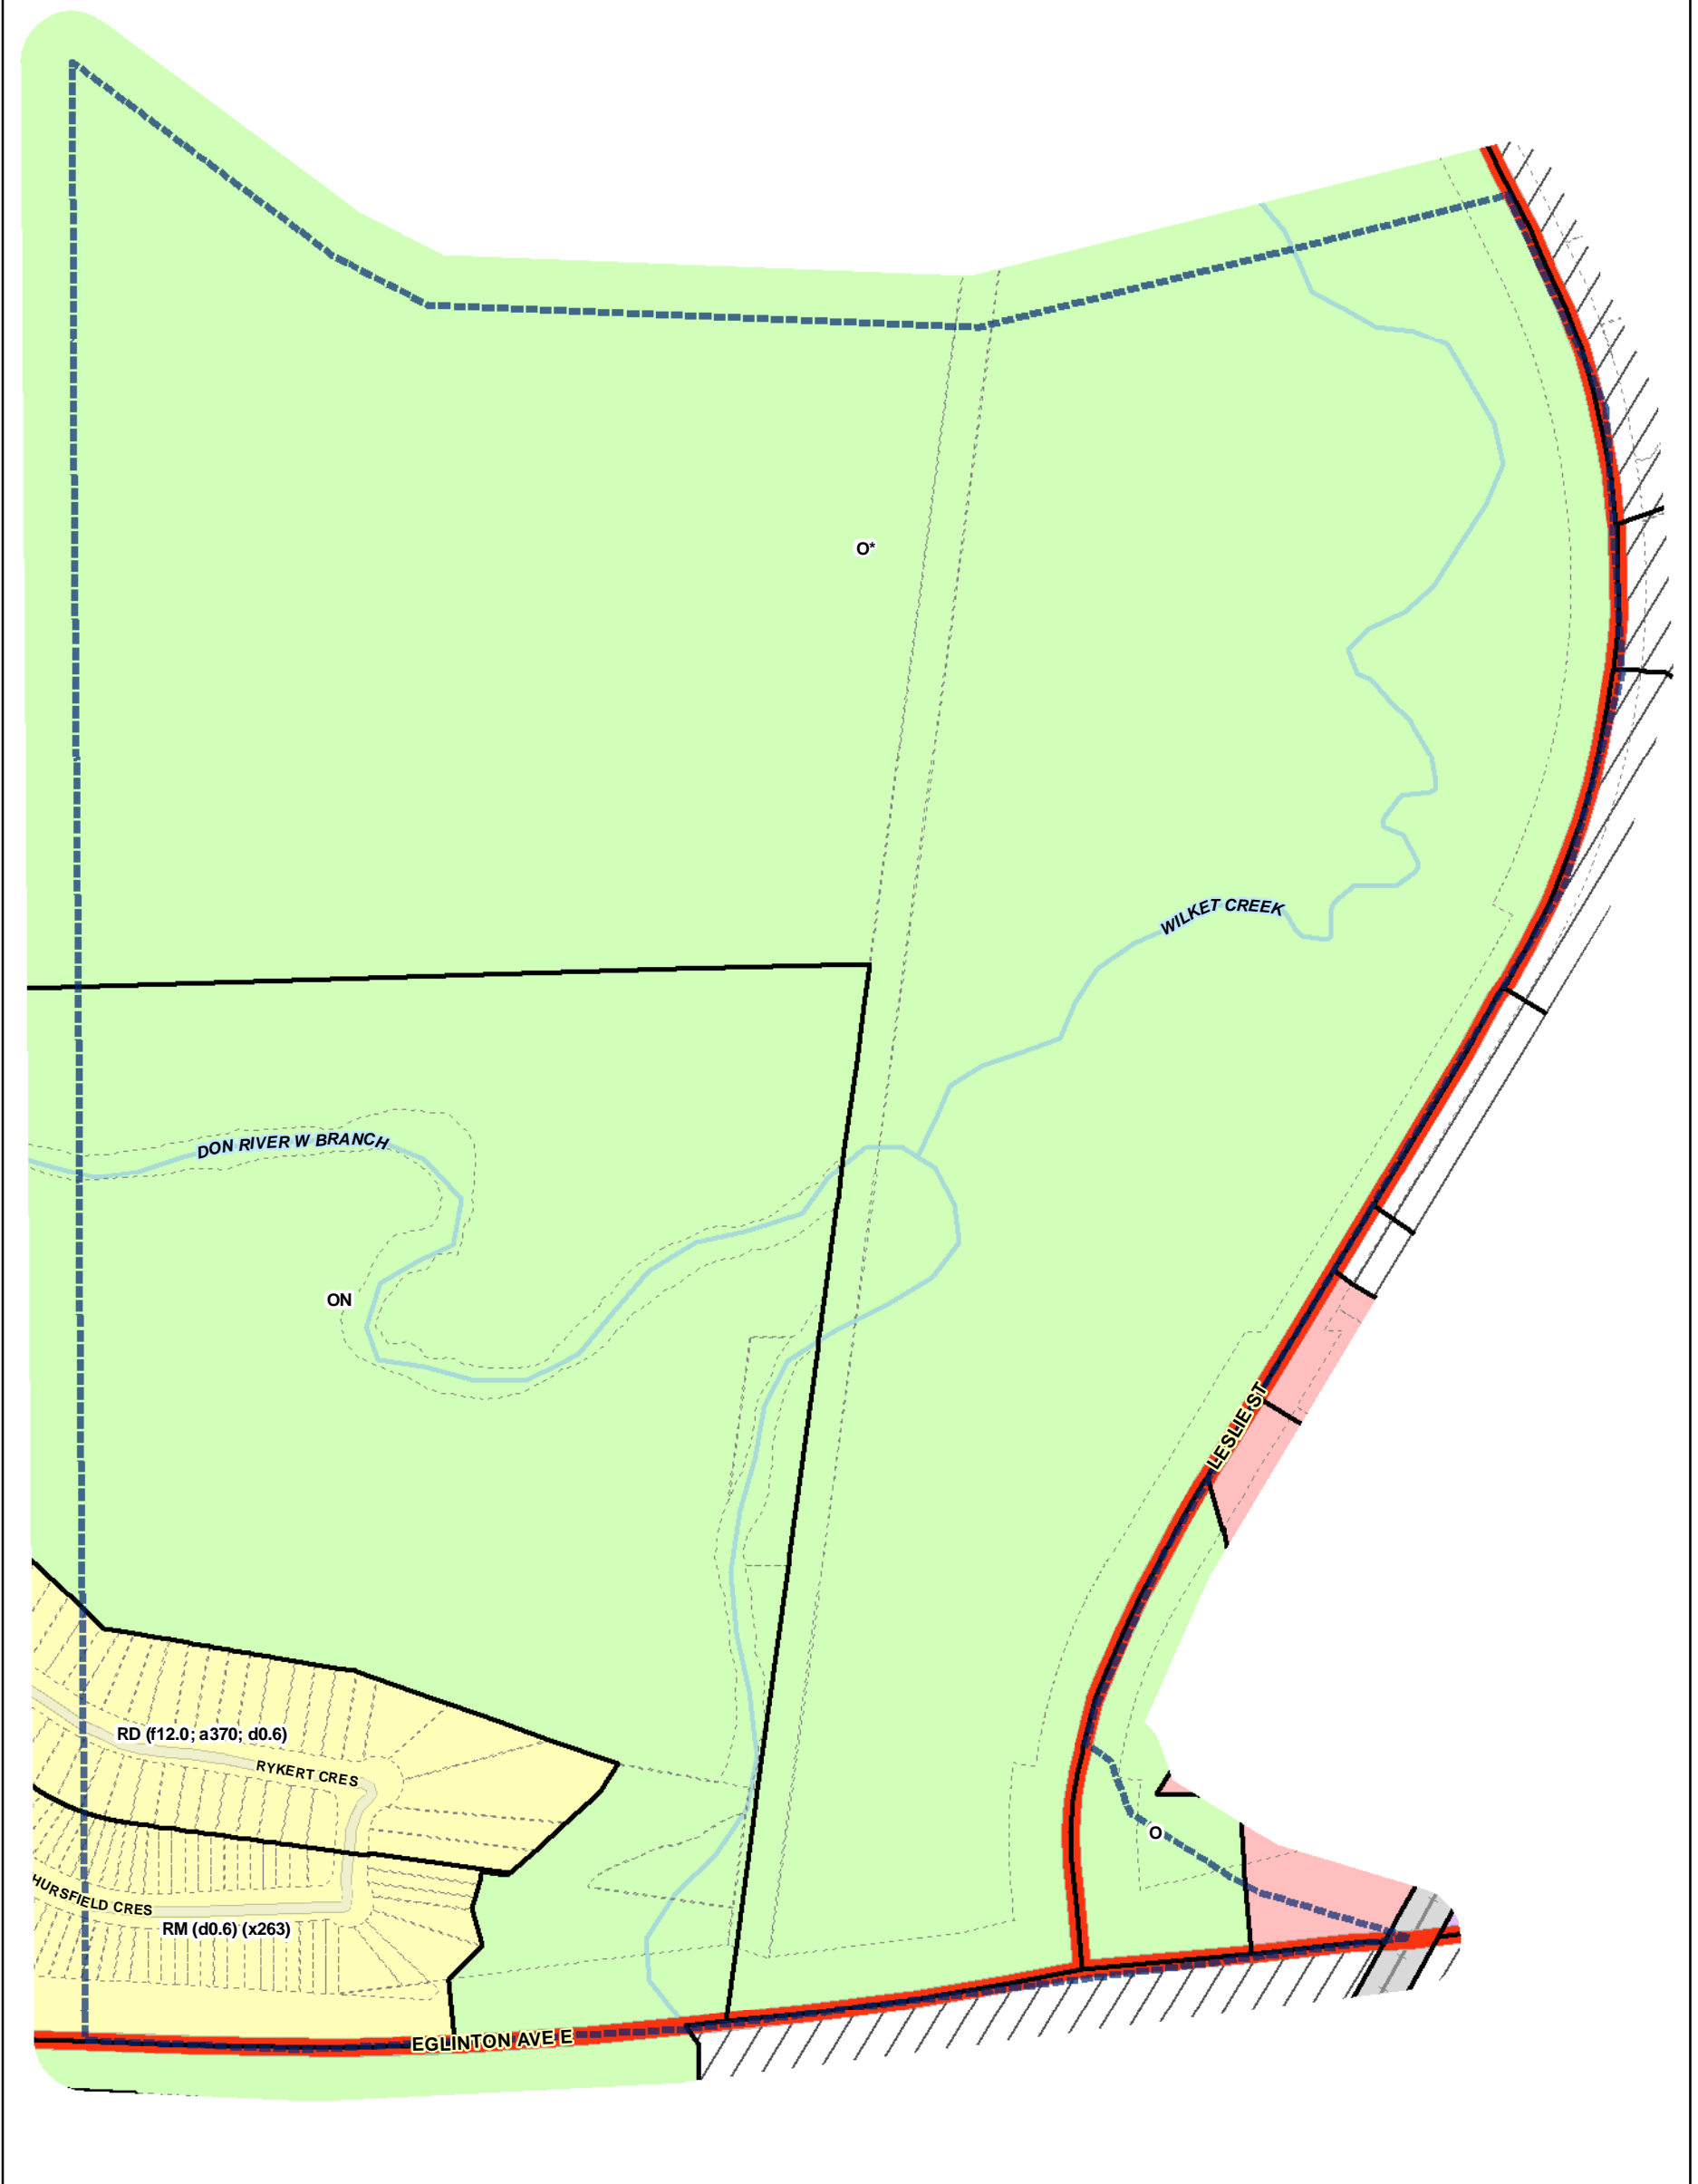 O*
WILKET CREEK
DON RIVER W BRANCH
ON
LESLIE ST
RD (f12.0; a370; d0.6)
RYKERT CRES
O
HURSFIELD CRES
RM (d0.6) (x263)
EGLINTON AVE E